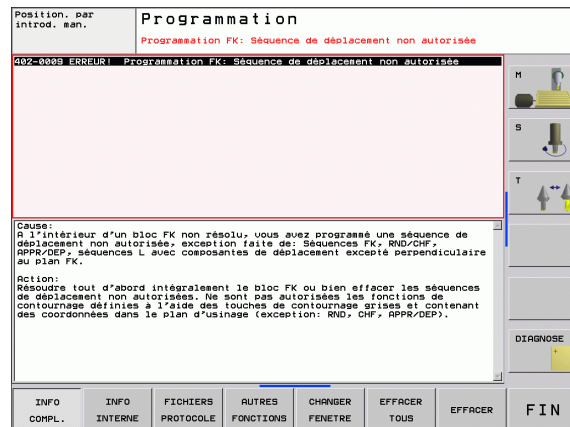 Position. par
introd. man.
Programmation
Programmation FK: Séquence de déplacement non autorisée
402-0009 ERREUR! Programmation FK: Séquence de déplacement non autorisée
Cause:
A l'intérieur d'un bloc FK non résolu, vous avez programmé une séquence de
déplacement non autorisée, exception faite de: Séquences FK, RND/CHF,
APPR/DEP, séquences L avec composantes de déplacement excepté perpendiculaire
au plan FK.
Action:
Résoudre tout d'abord intégralement le bloc FK ou bien effacer les séquences
de déplacement non autorisées. Ne sont pas autorisées les fonctions de
contournage définies à l'aide des touches de contournage grises et contenant
des coordonnées dans le plan d'usinage (exception: RND, CHF, APPR/DEP).
M
S
T
DIAGNOSE
INFO
COMPL.
INFO
INTERNE
FICHIERS
PROTOCOLE
AUTRES
FONCTIONS
CHANGER
FENETRE
EFFACER
TOUS
EFFACER
FIN